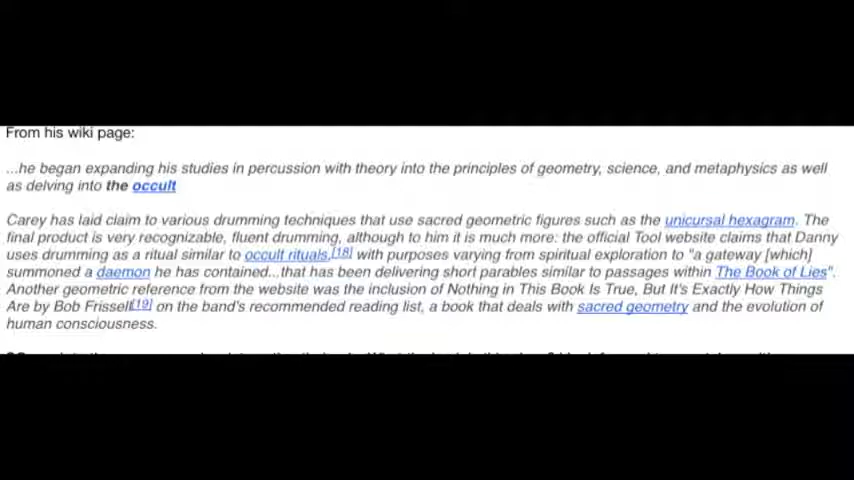 From his wiki page:
...he began expanding his studies in percussion with theory into the principles of geometry, science, and metaphysics as well
as delving into the occult
Carey has laid claim to various drumming techniques that use sacred geometric figures such as the unicursal hexagram. The
final product is very recognizable, fluent drumming, although to him it is much more: the official Tool website claims that Danny
uses drumming as a ritual similar to occult rituals,[18] with purposes varying from spiritual exploration to "a gateway [which]
summoned a daemon he has contained...that has been delivering short parables similar to passages within The Book of Lies".
Another geometric reference from the website was the inclusion of Nothing in This Book Is True, But It's Exactly How Things
Are by Bob Frissell[19] on the band's recommended reading list, a book that deals with sacred geometry and the evolution of
human consciousness.